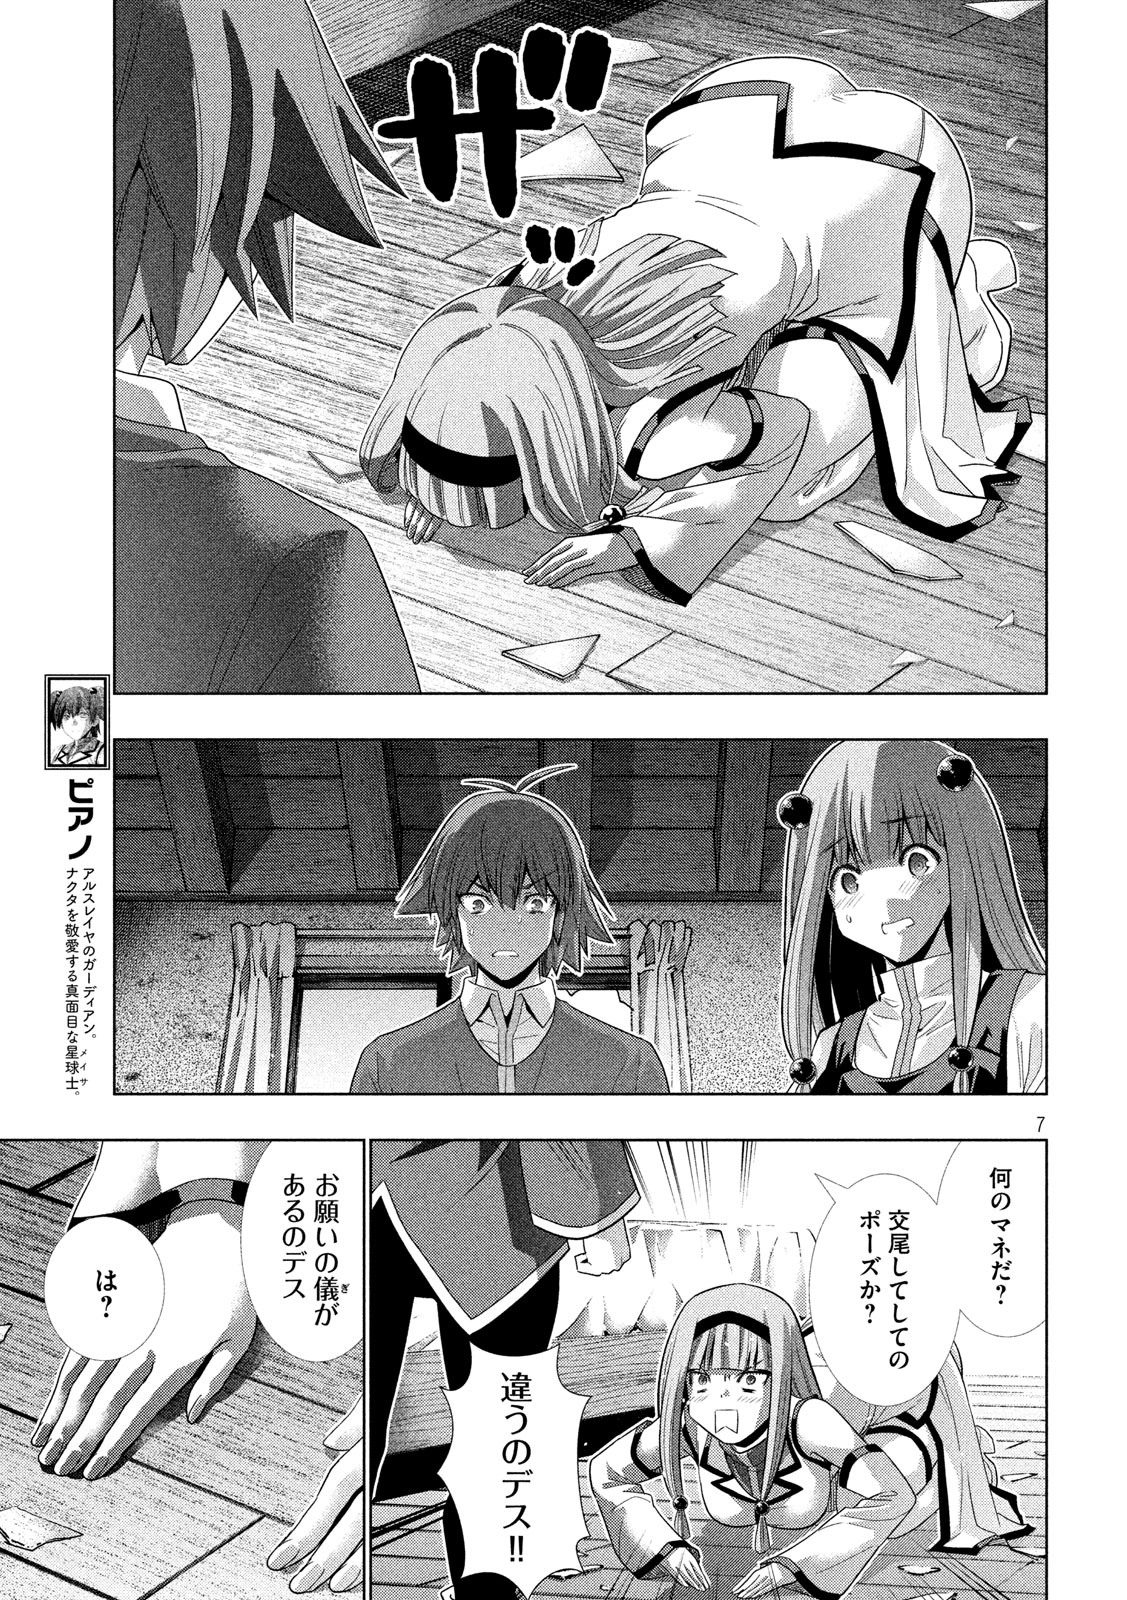 ザッ
ピアノ
アルスレイヤのガーディアン。
ナクタを敬愛する真面目な星球士。
メイサ
7
何のマネだ？
交尾してしての
ポーズか？
違うのデス!!
お願いの儀が
ぎ
あるのデス
は？